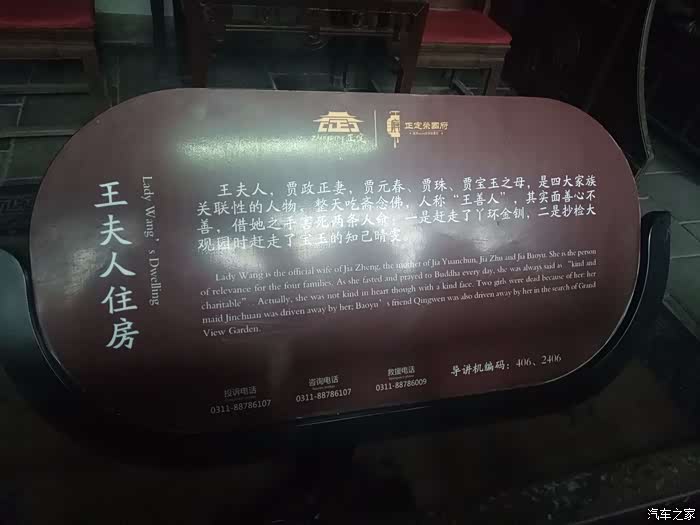 正定荣国府
王夫人住房
Lady Wang's Dwelling
王夫人，贾政正妻，贾元春、贾珠、贾宝玉之母，是四大家族
关联性的人物，整天吃斋念佛，人称“王善人”，其实面善心不
善，借她之手害死两条人命，一是赶走了丫环金钏，二是抄检大
观园时赶走了宝玉的知己晴雯。
Lady Wang is the official wife of Jia Zheng, the mother of Jia Yuanchun, Jia Zhu and Jia Baoyu. She is the person
of relevance for the four families. As she fasted and prayed to Buddha every day, she was always said as “kind and
charitable”. Actually, she was not kind in heart though with a kind face. Two girls were dead because of her: her
maid Jinchuan was driven away by her; Baoyu's friend Qingwen was also driven away by her in the search of Grand
View Garden.
投诉电话
0311-88786107
咨询电话
0311-88786107
救援电话
0311-88786009
导讲机编码：406、2406
汽车之家